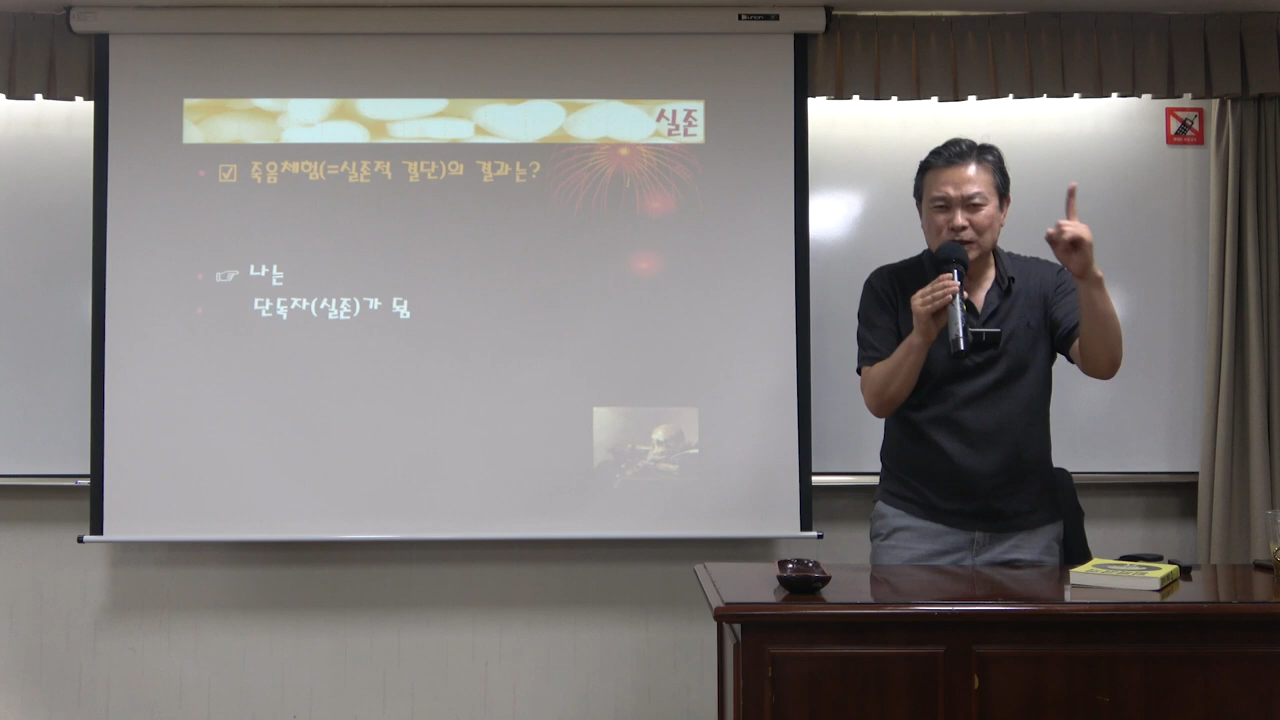 실존
☑ 죽음체험(=실존적 결단)의 결과는?
☞ 나는
단독자(실존)가 됨